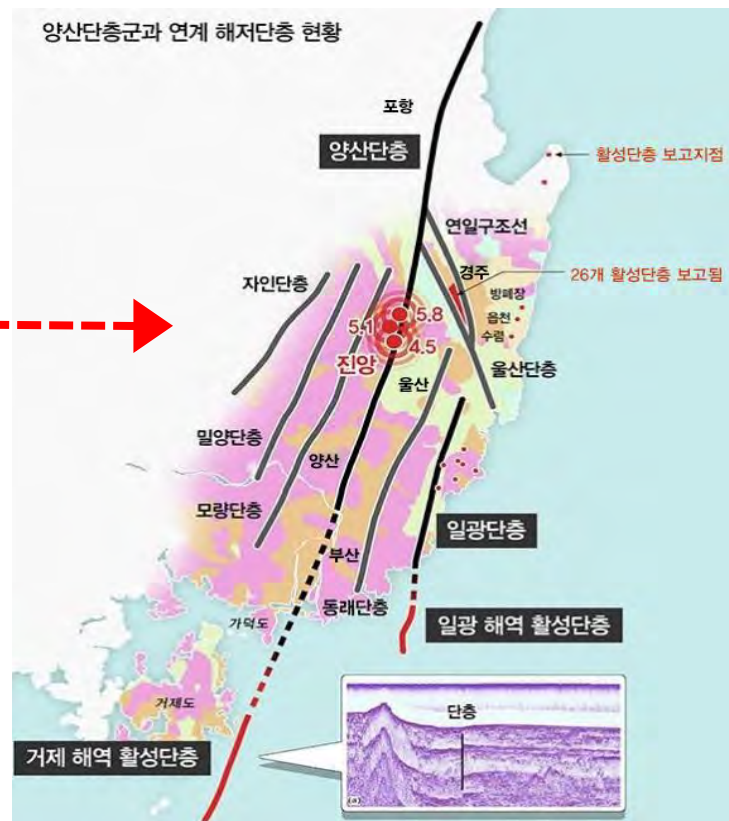 양산단층군과 연계 해저단층 현황
포항
양산단층
활성단층 보고지점
연일구조선
자인단층
경주
26개 활성단층 보고됨
방폐장
읍천
수렴
5.8
5.1
4.5
진앙
울산
울산단층
밀양단층
양산
모량단층
일광단층
부산
동래단층
가덕도
일광 해역 활성단층
거제도
단층
거제 해역 활성단층
(a)